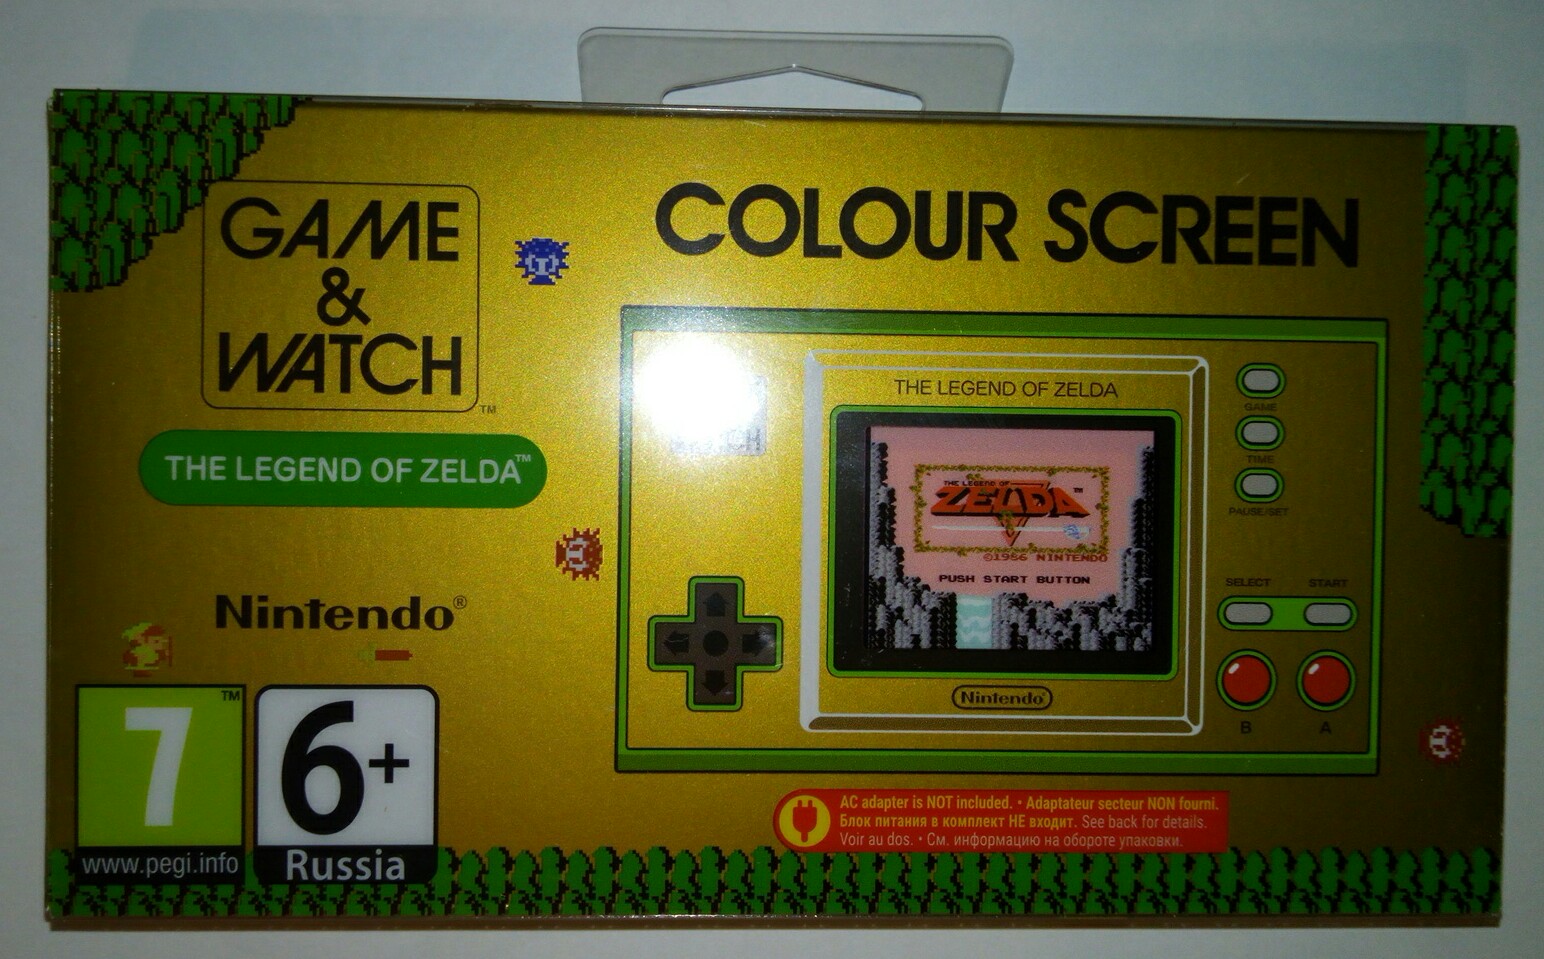 GAME
&
WATCH
™
COLOUR SCREEN
THE LEGEND OF ZELDA™
Nintendo®
7™
www.pegi.info
6+
Russia
THE LEGEND OF ZELDA
THE LEGEND OF
ZELDA™
©1986 NINTENDO
PUSH START BUTTON
Nintendo®
GAME
TIME
PAUSE/SET
SELECT START
B A
AC adapter is NOT included. • Adaptateur secteur NON fourni.
Блок питания в комплект НЕ входит. See back for details.
Voir au dos. • См. информацию на обороте упаковки.